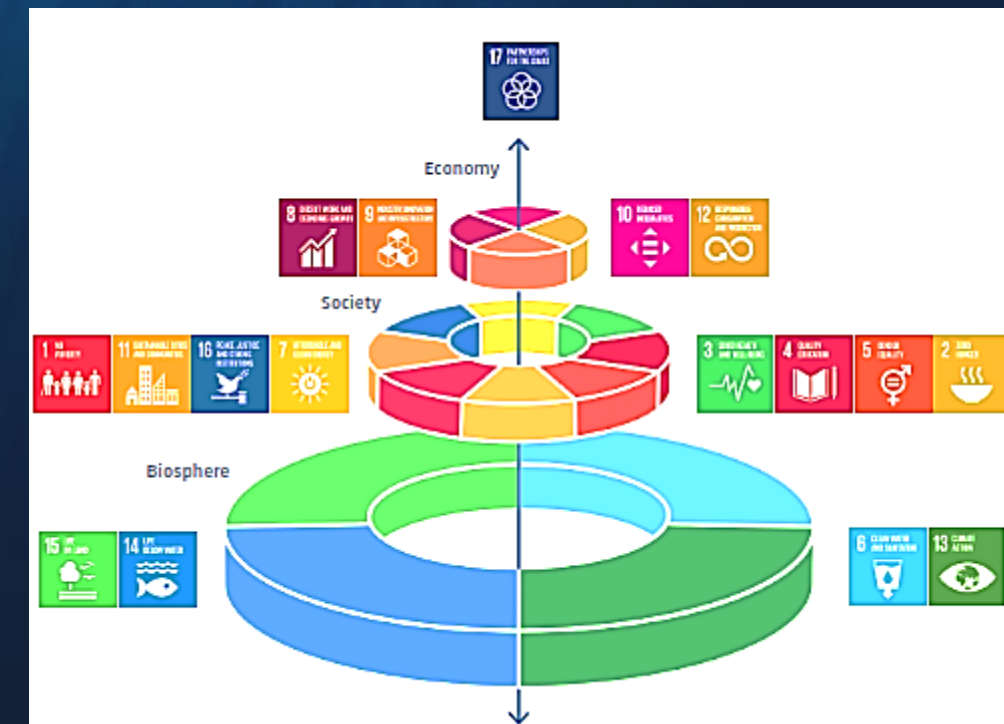 17 PARTNERSHIPS
FOR THE GOALS
Economy
8 DECENT WORK AND
ECONOMIC GROWTH
9 INDUSTRY, INNOVATION
AND INFRASTRUCTURE
10 REDUCED
INEQUALITIES
12 RESPONSIBLE
CONSUMPTION
AND PRODUCTION
Society
1 NO
POVERTY
11 SUSTAINABLE CITIES
AND COMMUNITIES
16 PEACE, JUSTICE
AND STRONG
INSTITUTIONS
7 AFFORDABLE AND
CLEAN ENERGY
3 GOOD HEALTH
AND WELL-BEING
4 QUALITY
EDUCATION
5 GENDER
EQUALITY
2 ZERO
HUNGER
Biosphere
15 LIFE
ON LAND
14 LIFE
BELOW WATER
6 CLEAN WATER
AND SANITATION
13 CLIMATE
ACTION